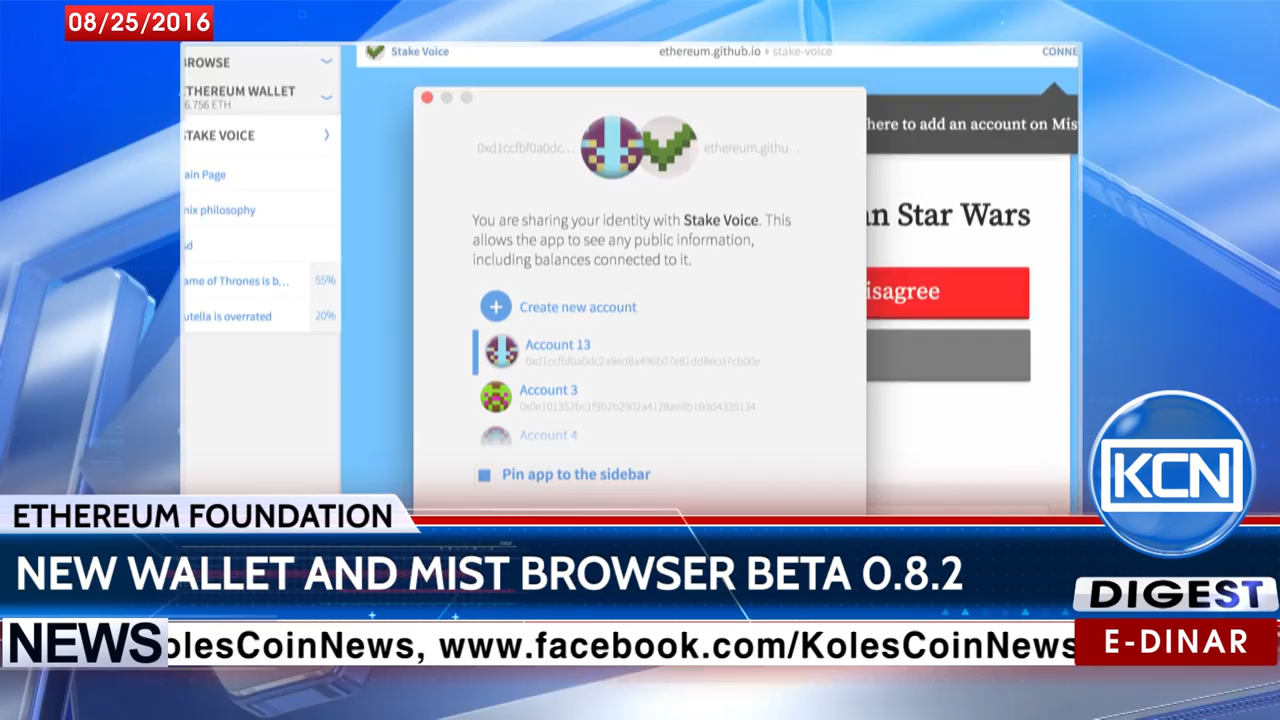 08/25/2016
BROWSE
THEREUM WALLET
6.756 ETH
TAKE VOICE
ain Page
nix philosophy
d
ame of Thrones is b... 55%
utella is overrated 20%
Stake Voice
ethereum.github.io › stake-voice
CONNE
here to add an account on Mis
n Star Wars
isagree
0xd1ccfbf0a0dc...
ethereum.githu...
You are sharing your identity with Stake Voice. This
allows the app to see any public information,
including balances connected to it.
Create new account
Account 13
0xd1ccfbf0a0dc2a9ed8a496b07e81dd8ecd7cb00e
Account 3
0x0e101352bc1f9b2b2902a4128ae8b16dd4335134
Account 4
Pin app to the sidebar
KCN
ETHEREUM FOUNDATION
NEW WALLET AND MIST BROWSER BETA 0.8.2
DIGEST
NEWS
olesCoinNews, www.facebook.com/KolesCoinNews
E-DINAR